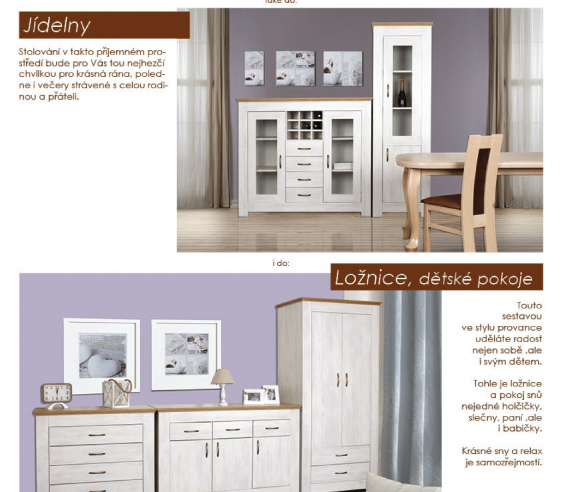 také do:
Jídelny
Stolování v takto příjemném pro-
středí bude pro Vás tou nejhezčí
chvilkou pro krásná rána, poled-
ne i večery strávené s celou rodi-
nou a přáteli.
i do:
Ložnice, dětské pokoje
Touto
sestavou
ve stylu provance
uděláte radost
nejen sobě ,ale
i svým dětem.
Tohle je ložnice
a pokoj snů
nejedné holčičky,
slečny, paní ,ale
i babičky.
Krásné sny a relax
je samozřejmostí.